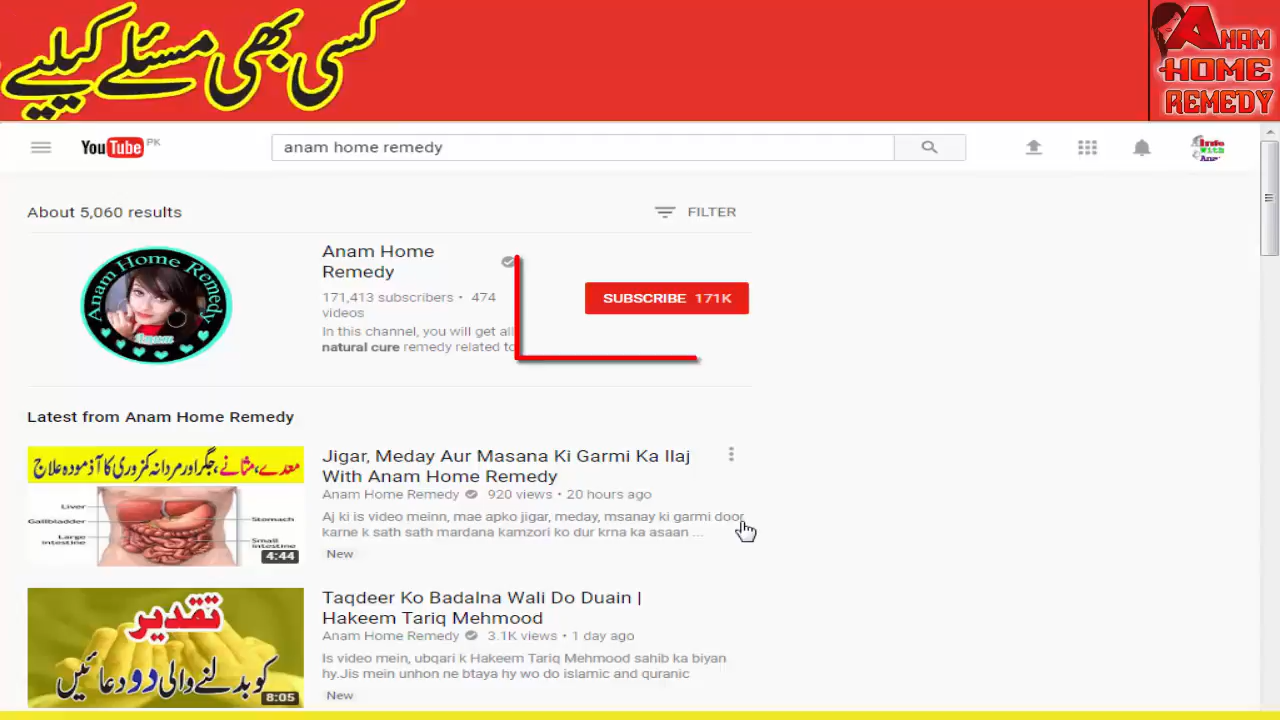 کسی بھی مسئلے کیلیے
ANAM
HOME
REMEDY
YouTube PK
anam home remedy
About 5,060 results
FILTER
Anam Home Remedy
Anam Home
Remedy
171,413 subscribers • 474
videos
In this channel, you will get all
natural cure remedy related to
SUBSCRIBE 171K
Latest from Anam Home Remedy
معدے، مثانے، جگر اور مردانہ کمزوری کا آزمودہ علاج
Liver
Gallbladder
Large
intestine
Stomach
Small
intestine
4:44
Jigar, Meday Aur Masana Ki Garmi Ka Ilaj
With Anam Home Remedy
Anam Home Remedy 920 views • 20 hours ago
Aj ki is video meinn, mae apko jigar, meday, msanay ki garmi door
karne k sath sath mardana kamzori ko dur krna ka asaan ...
New
تقدیر
کو بدلنے والی دو دعائیں
8:05
Taqdeer Ko Badalna Wali Do Duain |
Hakeem Tariq Mehmood
Anam Home Remedy 3.1K views • 1 day ago
Is video mein, ubqari k Hakeem Tariq Mehmood sahib ka biyan
hy.Jis mein unhon ne btaya hy wo do islamic and quranic
New